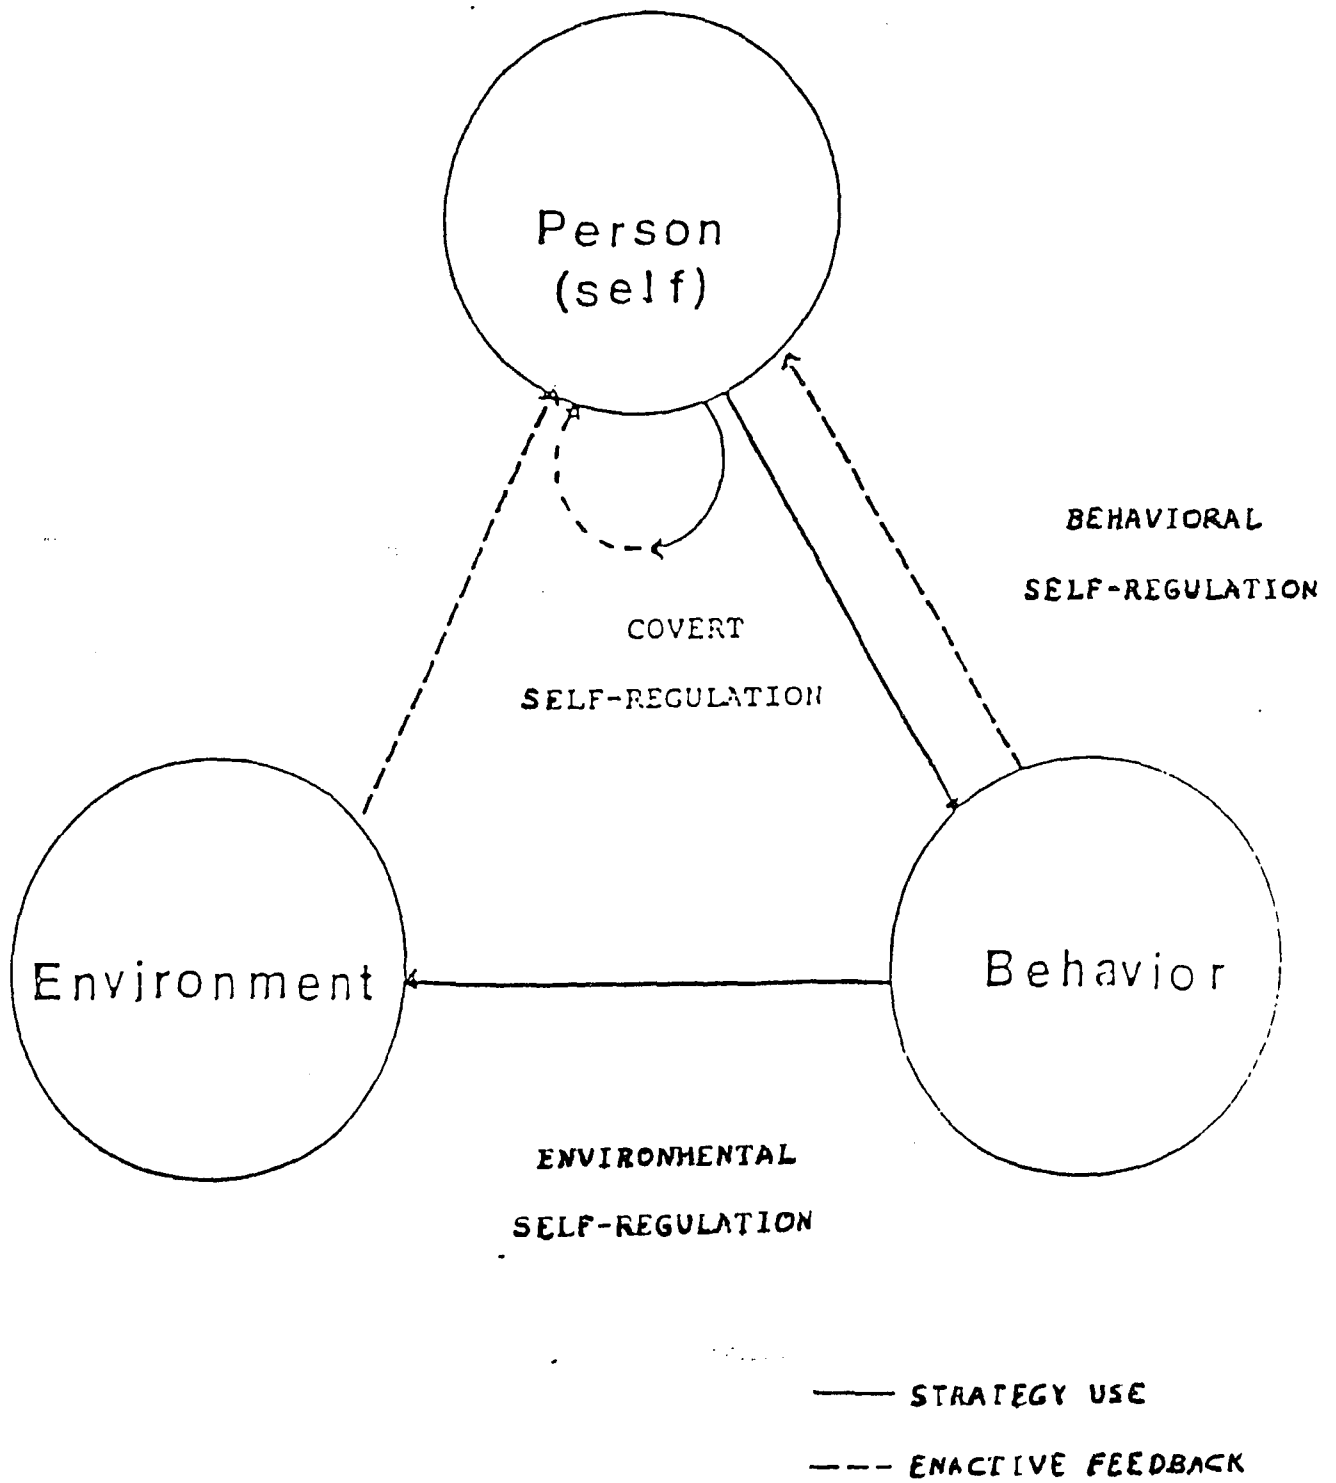 Person
(self)
BEHAVIORAL
SELF-REGULATION
COVERT
SELF-REGULATION
Environment
Behavior
ENVIRONMENTAL
SELF-REGULATION
STRATEGY USE
ENACTIVE FEEDBACK